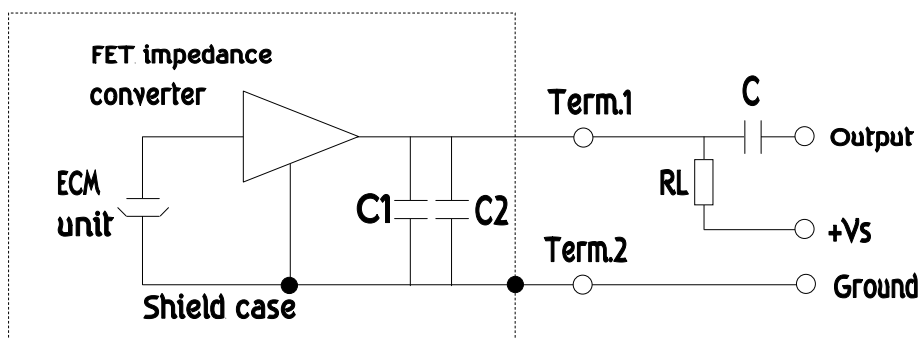 FET impedance
converter
Term.1
C
Output
ECM
unit
C1
C2
RL
+Vs
Term.2
Ground
Shield case